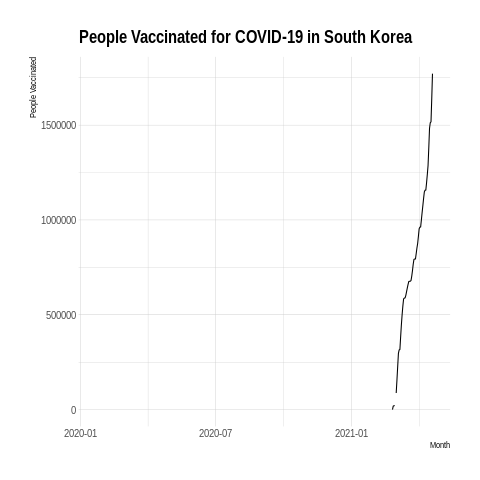 People Vaccinated for COVID-19 in South Korea
People Vaccinated
1500000
1000000
500000
0
2020-01 2020-07 2021-01
Month